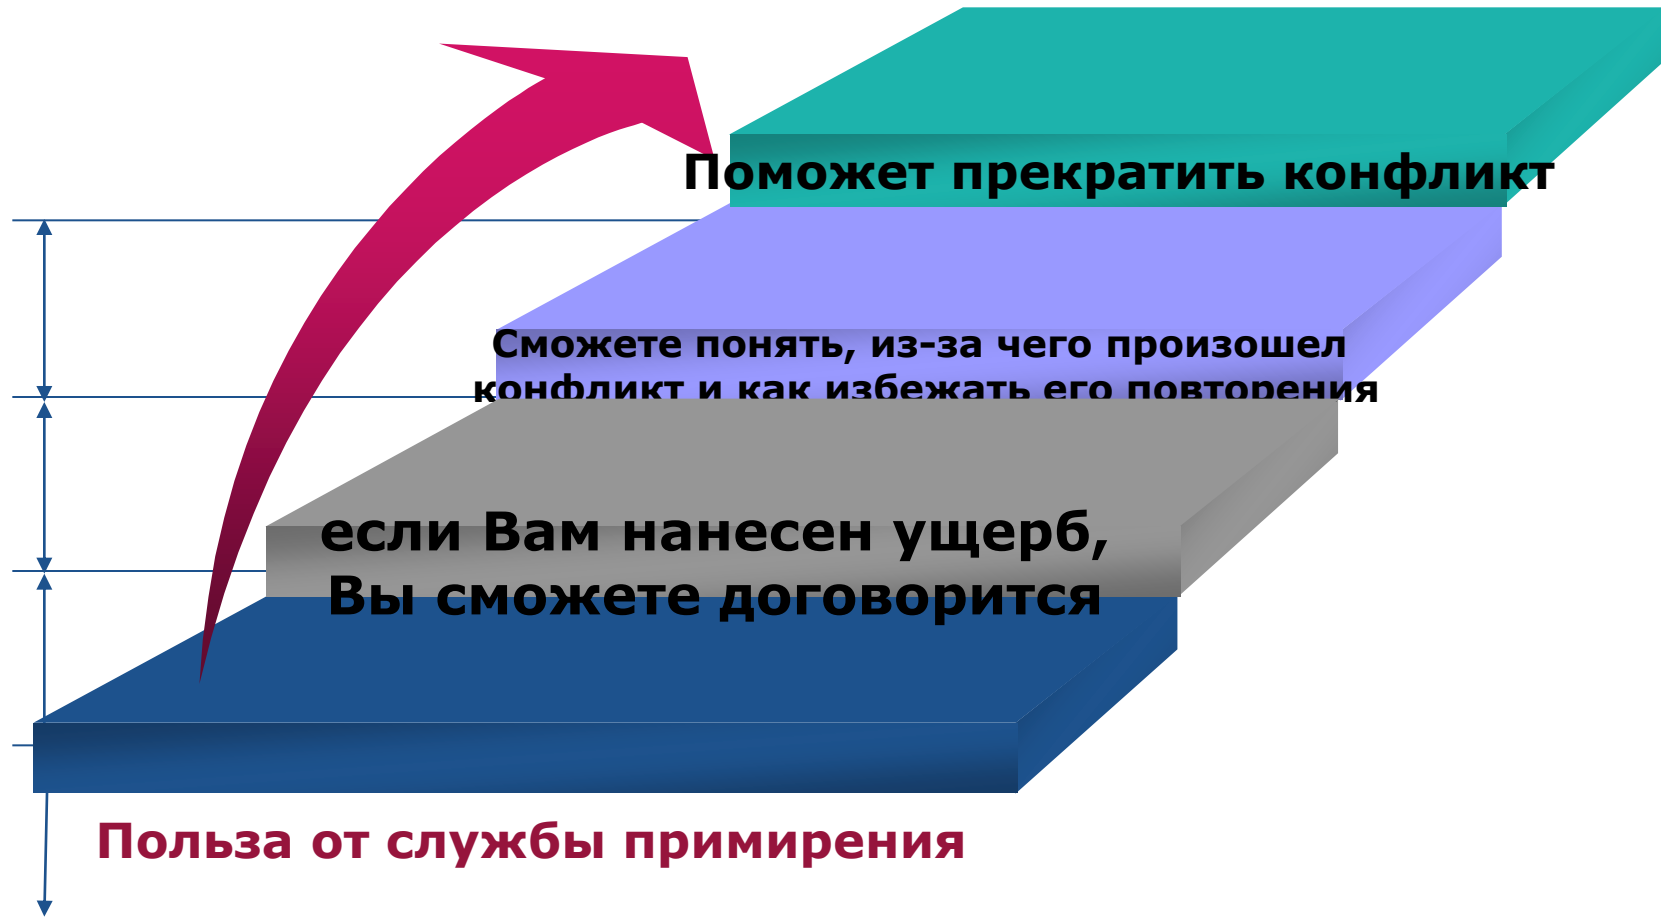 Поможет прекратить конфликт
Сможете понять, из-за чего произошел
конфликт и как избежать его повторения
если Вам нанесен ущерб,
Вы сможете договорится
Польза от службы примирения